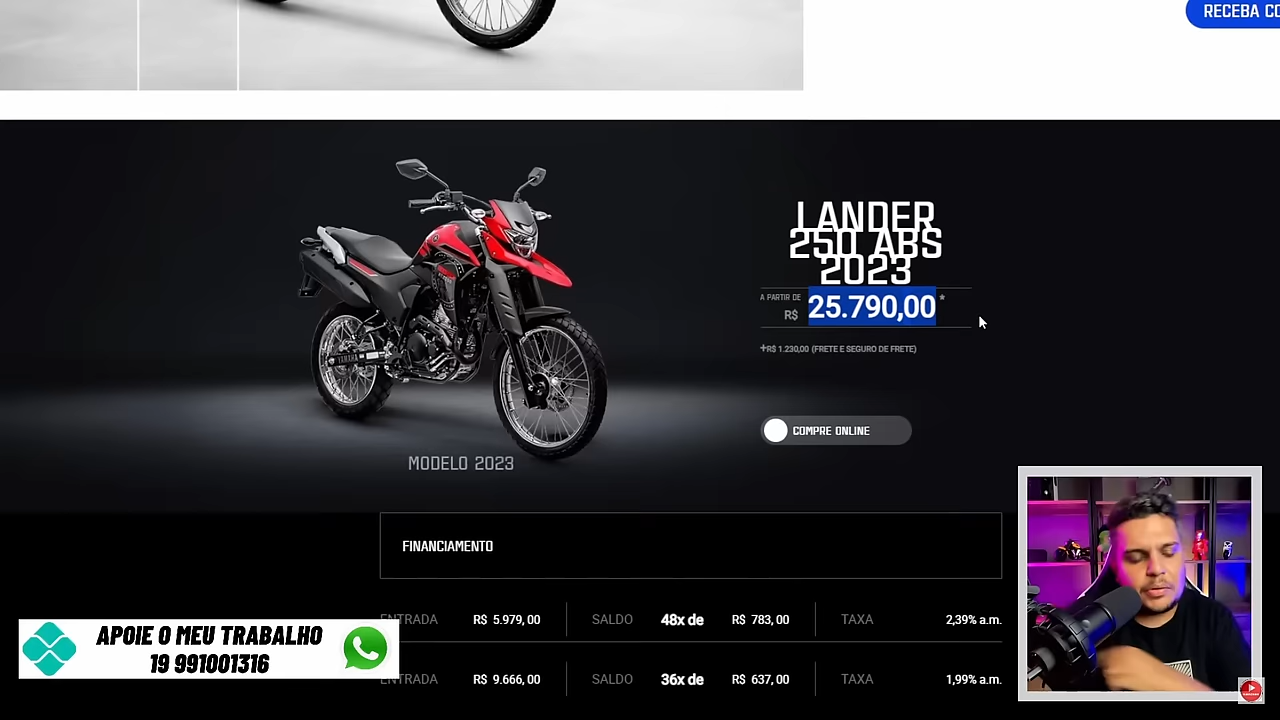 RECEBA CO
LANDER
250 ABS
2023
A PARTIR DE
R$ 25.790,00 *
+R$ 1.230,00 (FRETE E SEGURO DE FRETE)
COMPRE ONLINE
YAMAHA
MODELO 2023
FINANCIAMENTO
ENTRADA R$ 5.979,00 SALDO 48x de R$ 783,00 TAXA 2,39% a.m.
ENTRADA R$ 9.666,00 SALDO 36x de R$ 637,00 TAXA 1,99% a.m.
APOIE O MEU TRABALHO
19 991001316